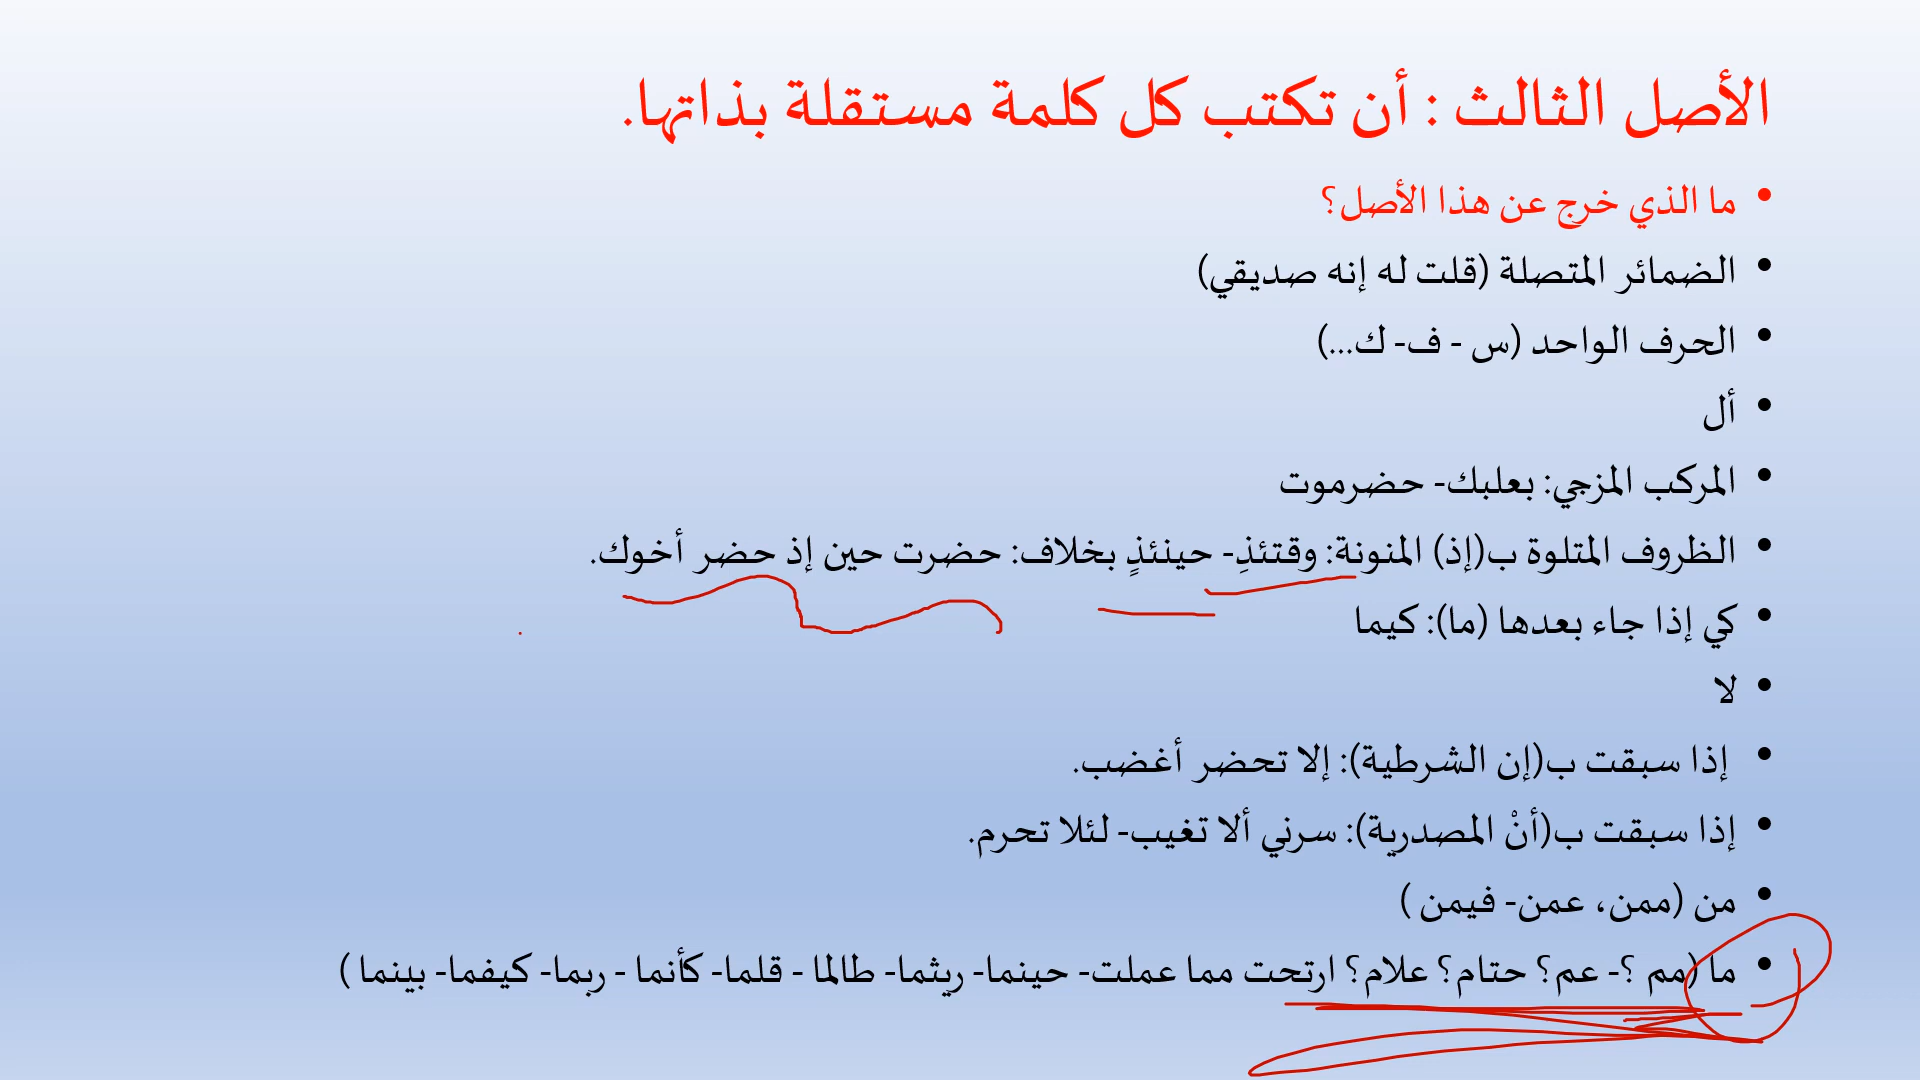 الأصل الثالث : أن تكتب كل كلمة مستقلة بذاتها.
• ما الذي خرج عن هذا الأصل؟
• الضمائر المتصلة (قلت له إنه صديقي)
• الحرف الواحد (س - ف- ك...)
• أل
• المركب المزجي: بعلبك- حضرموت
• الظروف المتلوة ب(إذ) المنونة: وقتئذِ- حينئذٍ بخلاف: حضرت حين إذ حضر أخوك.
• كي إذا جاء بعدها (ما): كيما
• لا
• إذا سبقت ب(إن الشرطية): إلا تحضر أغضب.
• إذا سبقت ب(أنْ المصدرية): سرني ألا تغيب- لئلا تحرم.
• من (ممن، عمن- فيمن )
• ما (مم ؟- عم؟ حتام؟ علام؟ ارتحت مما عملت- حينما- ريثما- طالما - قلما- كأنما - ربما- كيفما- بينما )